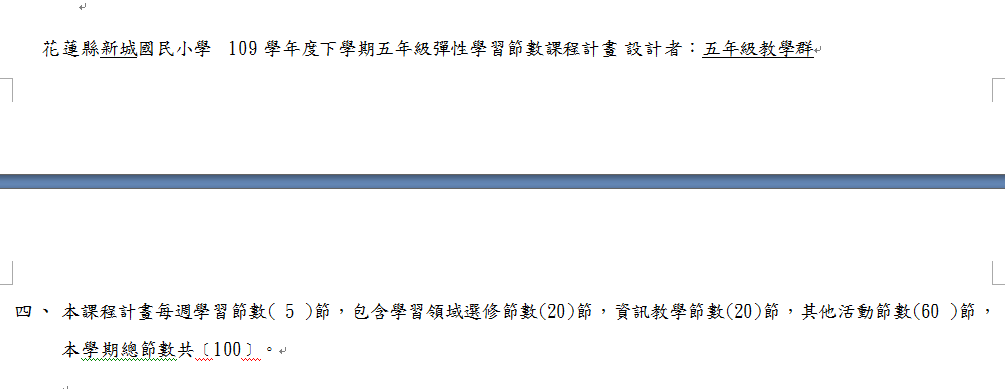 花蓮縣新城國民小學 109 學年度下學期五年級彈性學習節數課程計畫 設計者：五年級教學群
四、本課程計畫每週學習節數( 5 )節，包含學習領域選修節數(20)節，資訊教學節數(20)節，其他活動節數(60 )節，
本學期總節數共〔100〕。